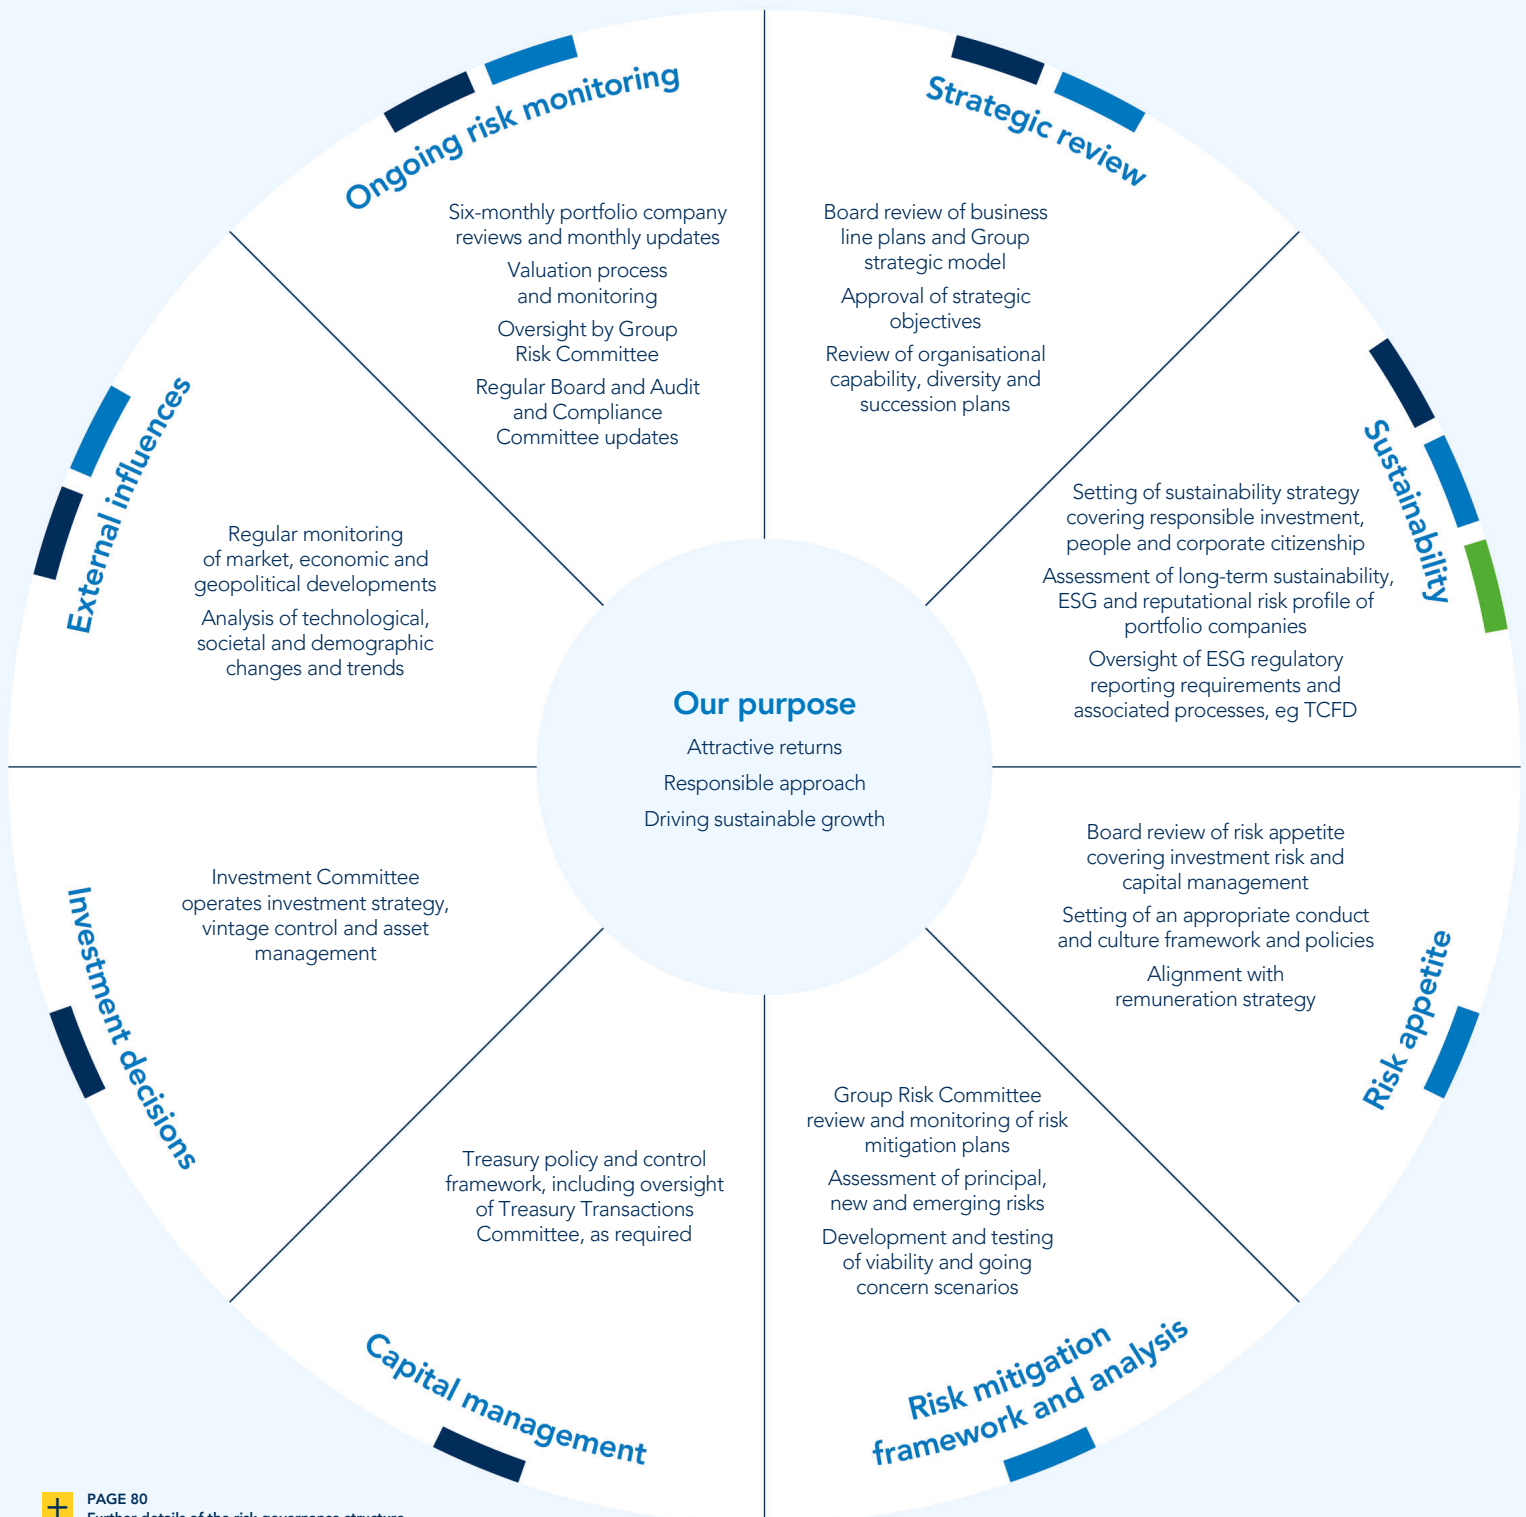 Ongoing risk monitoring
Six-monthly portfolio company
reviews and monthly updates
Valuation process
and monitoring
Oversight by Group
Risk Committee
Regular Board and Audit
and Compliance
Committee updates
Strategic review
Board review of business
line plans and Group
strategic model
Approval of strategic
objectives
Review of organisational
capability, diversity and
succession plans
Sustainability
Setting of sustainability strategy
covering responsible investment,
people and corporate citizenship
Assessment of long-term sustainability,
ESG and reputational risk profile of
portfolio companies
Oversight of ESG regulatory
reporting requirements and
associated processes, eg TCFD
Risk appetite
Board review of risk appetite
covering investment risk and
capital management
Setting of an appropriate conduct
and culture framework and policies
Alignment with
remuneration strategy
Risk mitigation
framework and analysis
Group Risk Committee
review and monitoring of risk
mitigation plans
Assessment of principal,
new and emerging risks
Development and testing
of viability and going
concern scenarios
Capital management
Treasury policy and control
framework, including oversight
of Treasury Transactions
Committee, as required
Investment decisions
Investment Committee
operates investment strategy,
vintage control and asset
management
External influences
Regular monitoring
of market, economic and
geopolitical developments
Analysis of technological,
societal and demographic
changes and trends
Our purpose
Attractive returns
Responsible approach
Driving sustainable growth
PAGE 80
Further details of the risk governance structure